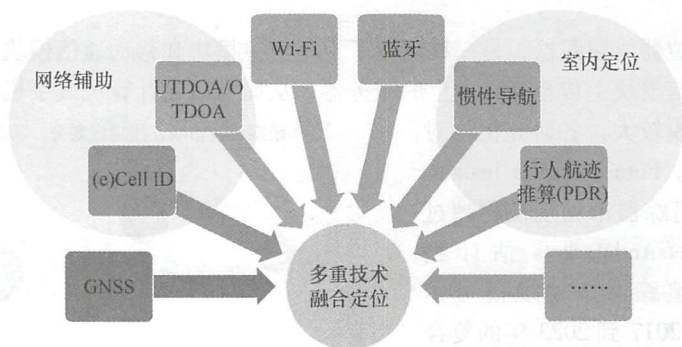 Wi-Fi
蓝牙
网络辅助
室内定位
UTDOA/O
TDOA
惯性导航
(e)Cell ID
行人航迹
推算(PDR)
多重技术
融合定位
GNSS
……